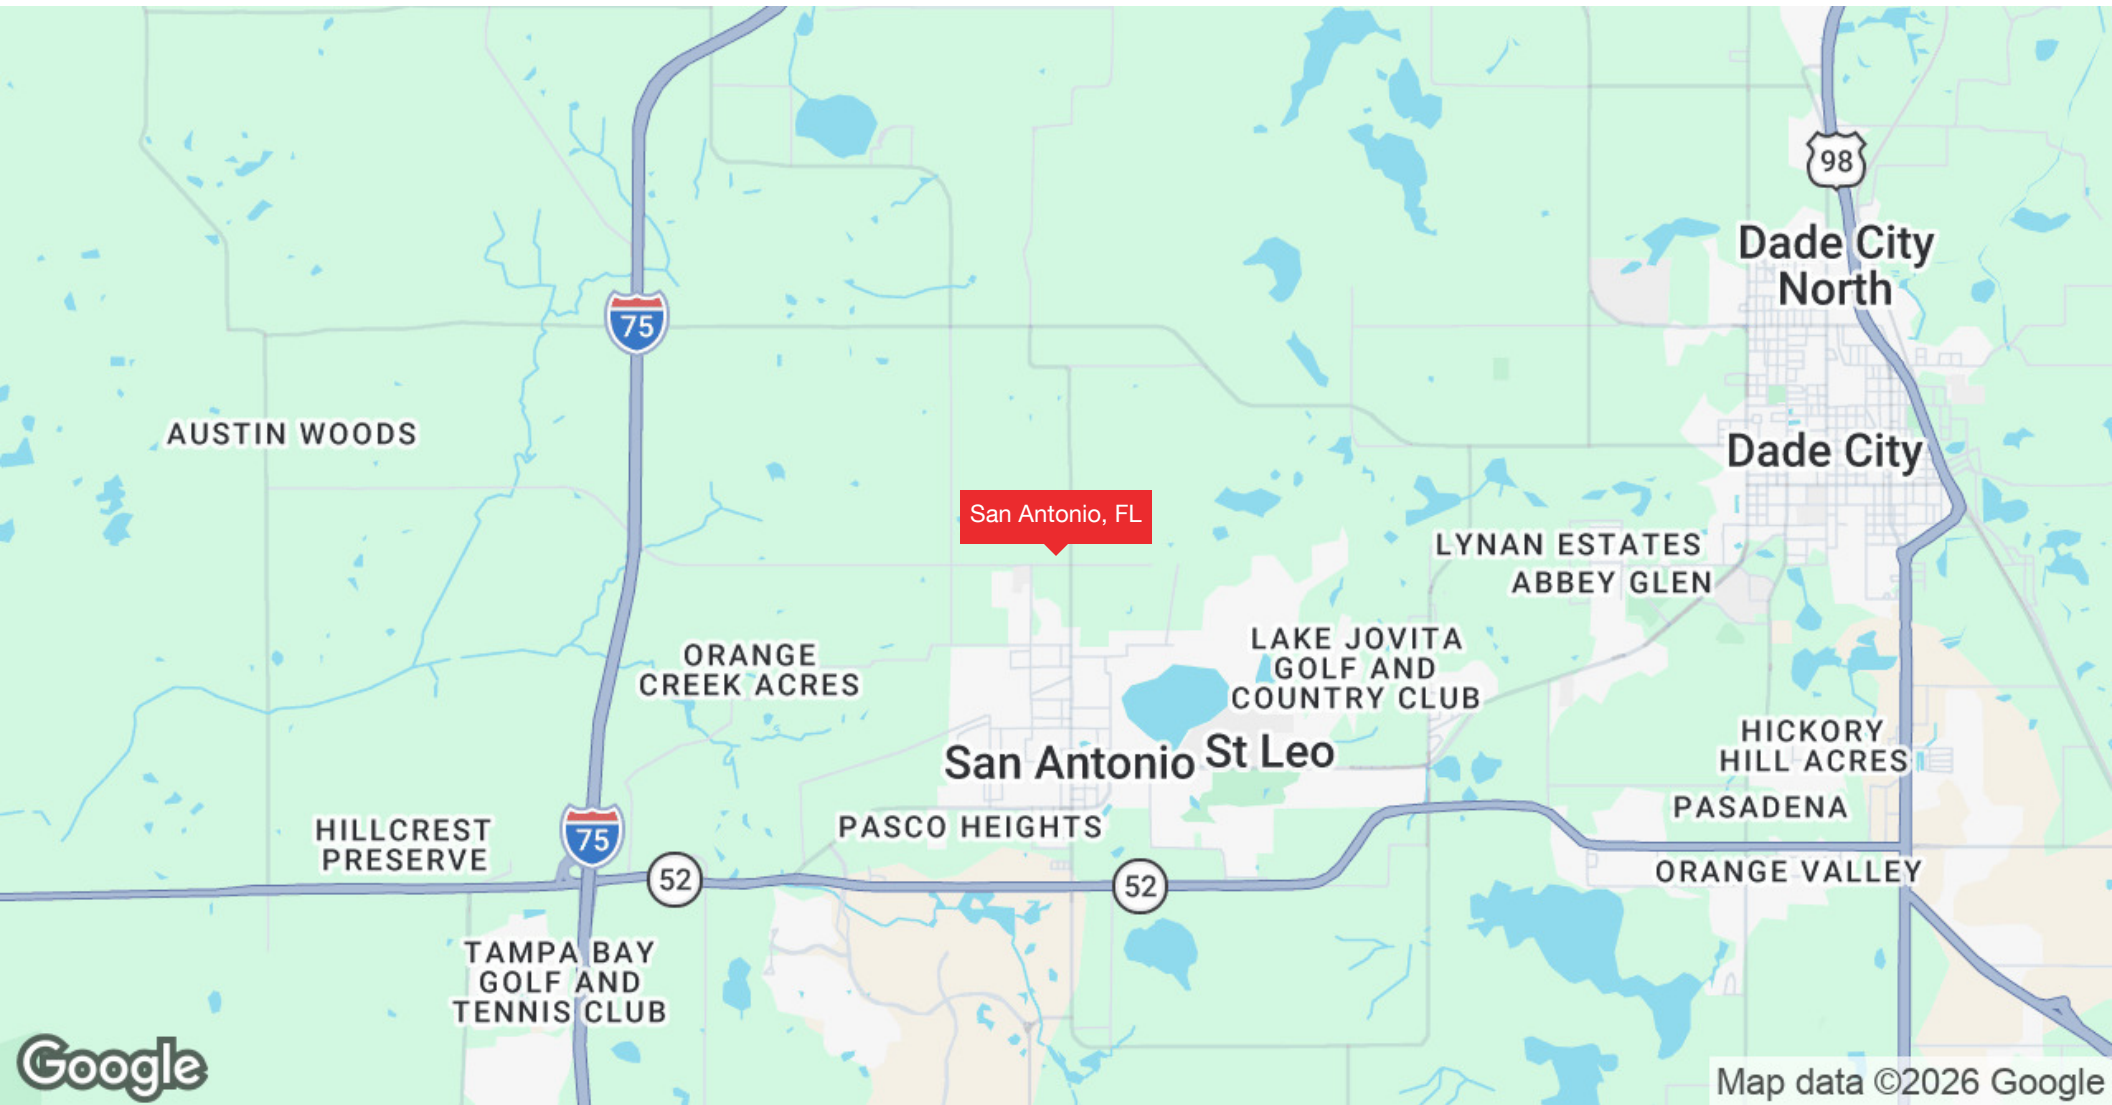 98
Dade City
North
75
AUSTIN WOODS
Dade City
San Antonio, FL
LYNAN ESTATES
ABBEY GLEN
ORANGE
CREEK ACRES
LAKE JOVITA
GOLF AND
COUNTRY CLUB
San Antonio
St Leo
HICKORY
HILL ACRES
PASADENA
HILLCREST
PRESERVE
75
PASCO HEIGHTS
52
52
ORANGE VALLEY
TAMPA BAY
GOLF AND
TENNIS CLUB
Google
Map data ©2026 Google